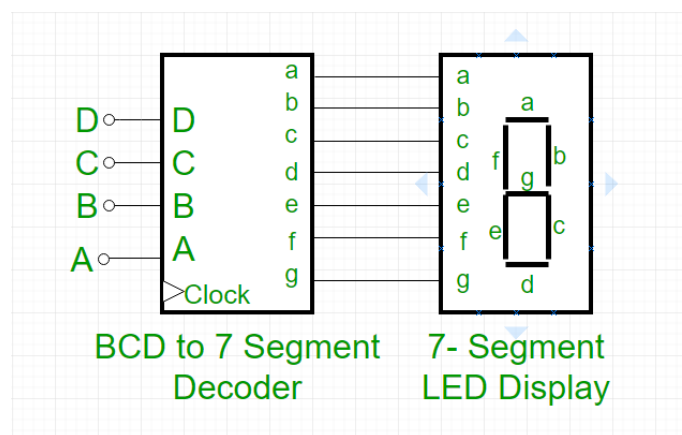 a
b
c
d
e
f
g
D
C
B
A
D
C
B
A
Clock
a
b
c
d
e
f
g
a
f
b
g
e
c
d
BCD to 7 Segment
Decoder
7- Segment
LED Display